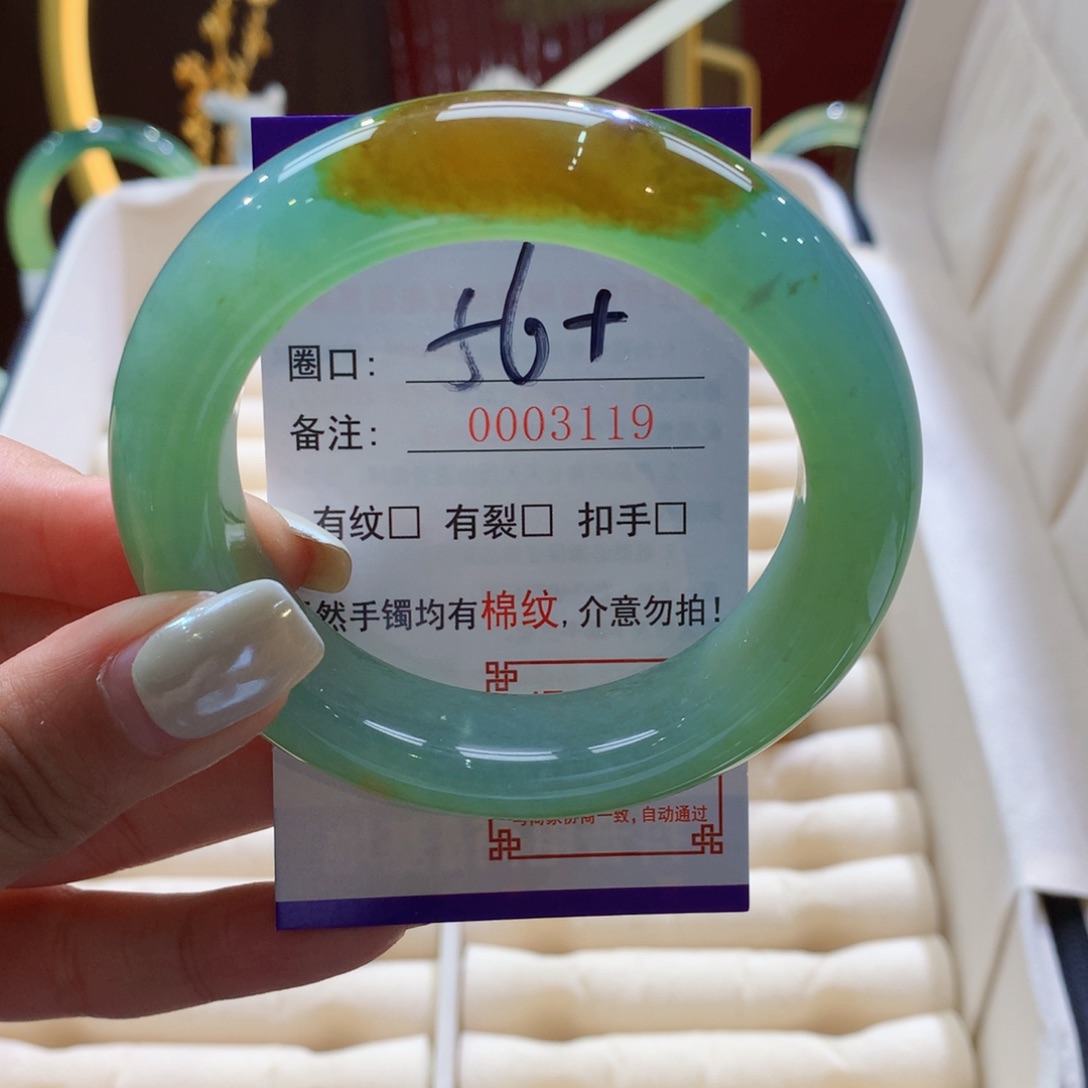 圈口: 56+
备注: 0003119
有纹□ 有裂□ 扣手□
然手镯均有棉纹,介意勿拍!
一致,自动通过